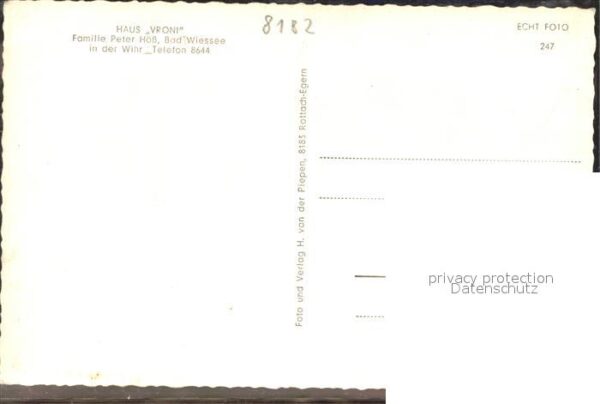 HAUS „VRONI"
Familie Peter Höß, Bad Wiessee
in der Wihr _ Telefon 8644
8182
ECHT FOTO
247
Foto und Verlag H. von der Piepen, 8185 Rottach-Egern
privacy protection
Datenschutz